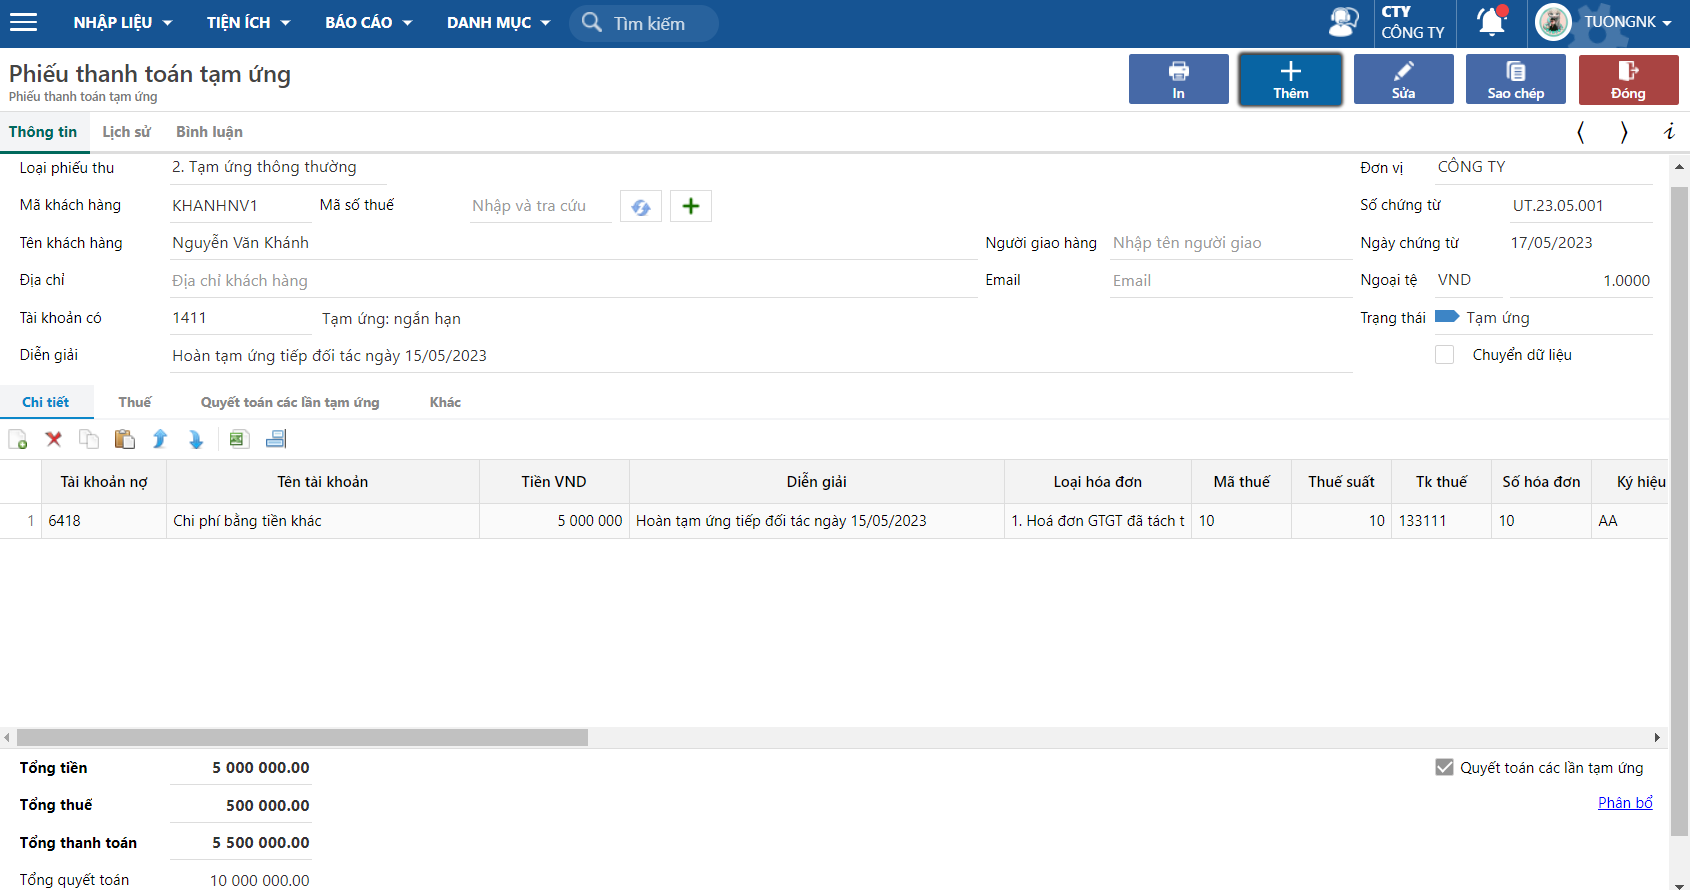 NHẬP LIỆU TIỆN ÍCH BÁO CÁO DANH MỤC Tìm kiếm CTY CÔNG TY TUONGNK
Phiếu thanh toán tạm ứng
Phiếu thanh toán tạm ứng
In Thêm Sửa Sao chép Đóng
Thông tin Lịch sử Bình luận
Loại phiếu thu 2. Tạm ứng thông thường Đơn vị CÔNG TY
Mã khách hàng KHANHNV1 Mã số thuế Nhập và tra cứu Số chứng từ UT.23.05.001
Tên khách hàng Nguyễn Văn Khánh Người giao hàng Nhập tên người giao Ngày chứng từ 17/05/2023
Địa chỉ Địa chỉ khách hàng Email Email Ngoại tệ VND 1.0000
Tài khoản có 1411 Tạm ứng: ngắn hạn Trạng thái Tạm ứng
Diễn giải Hoàn tạm ứng tiếp đối tác ngày 15/05/2023 Chuyển dữ liệu
Chi tiết Thuế Quyết toán các lần tạm ứng Khác
Tài khoản nợ Tên tài khoản Tiền VND Diễn giải Loại hóa đơn Mã thuế Thuế suất Tk thuế Số hóa đơn Ký hiệu
1 6418 Chi phí bằng tiền khác 5 000 000 Hoàn tạm ứng tiếp đối tác ngày 15/05/2023 1. Hoá đơn GTGT đã tách t 10 10 133111 10 AA
Tổng tiền 5 000 000.00 Quyết toán các lần tạm ứng
Tổng thuế 500 000.00 Phân bổ
Tổng thanh toán 5 500 000.00
Tổng quyết toán 10 000 000.00